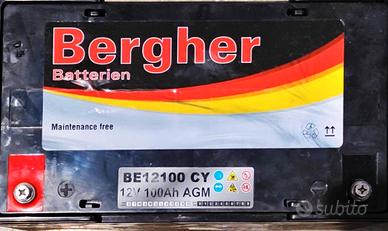 Bergher
Batterien
Maintenance free
BE12100 CY
12V 100Ah AGM
subito